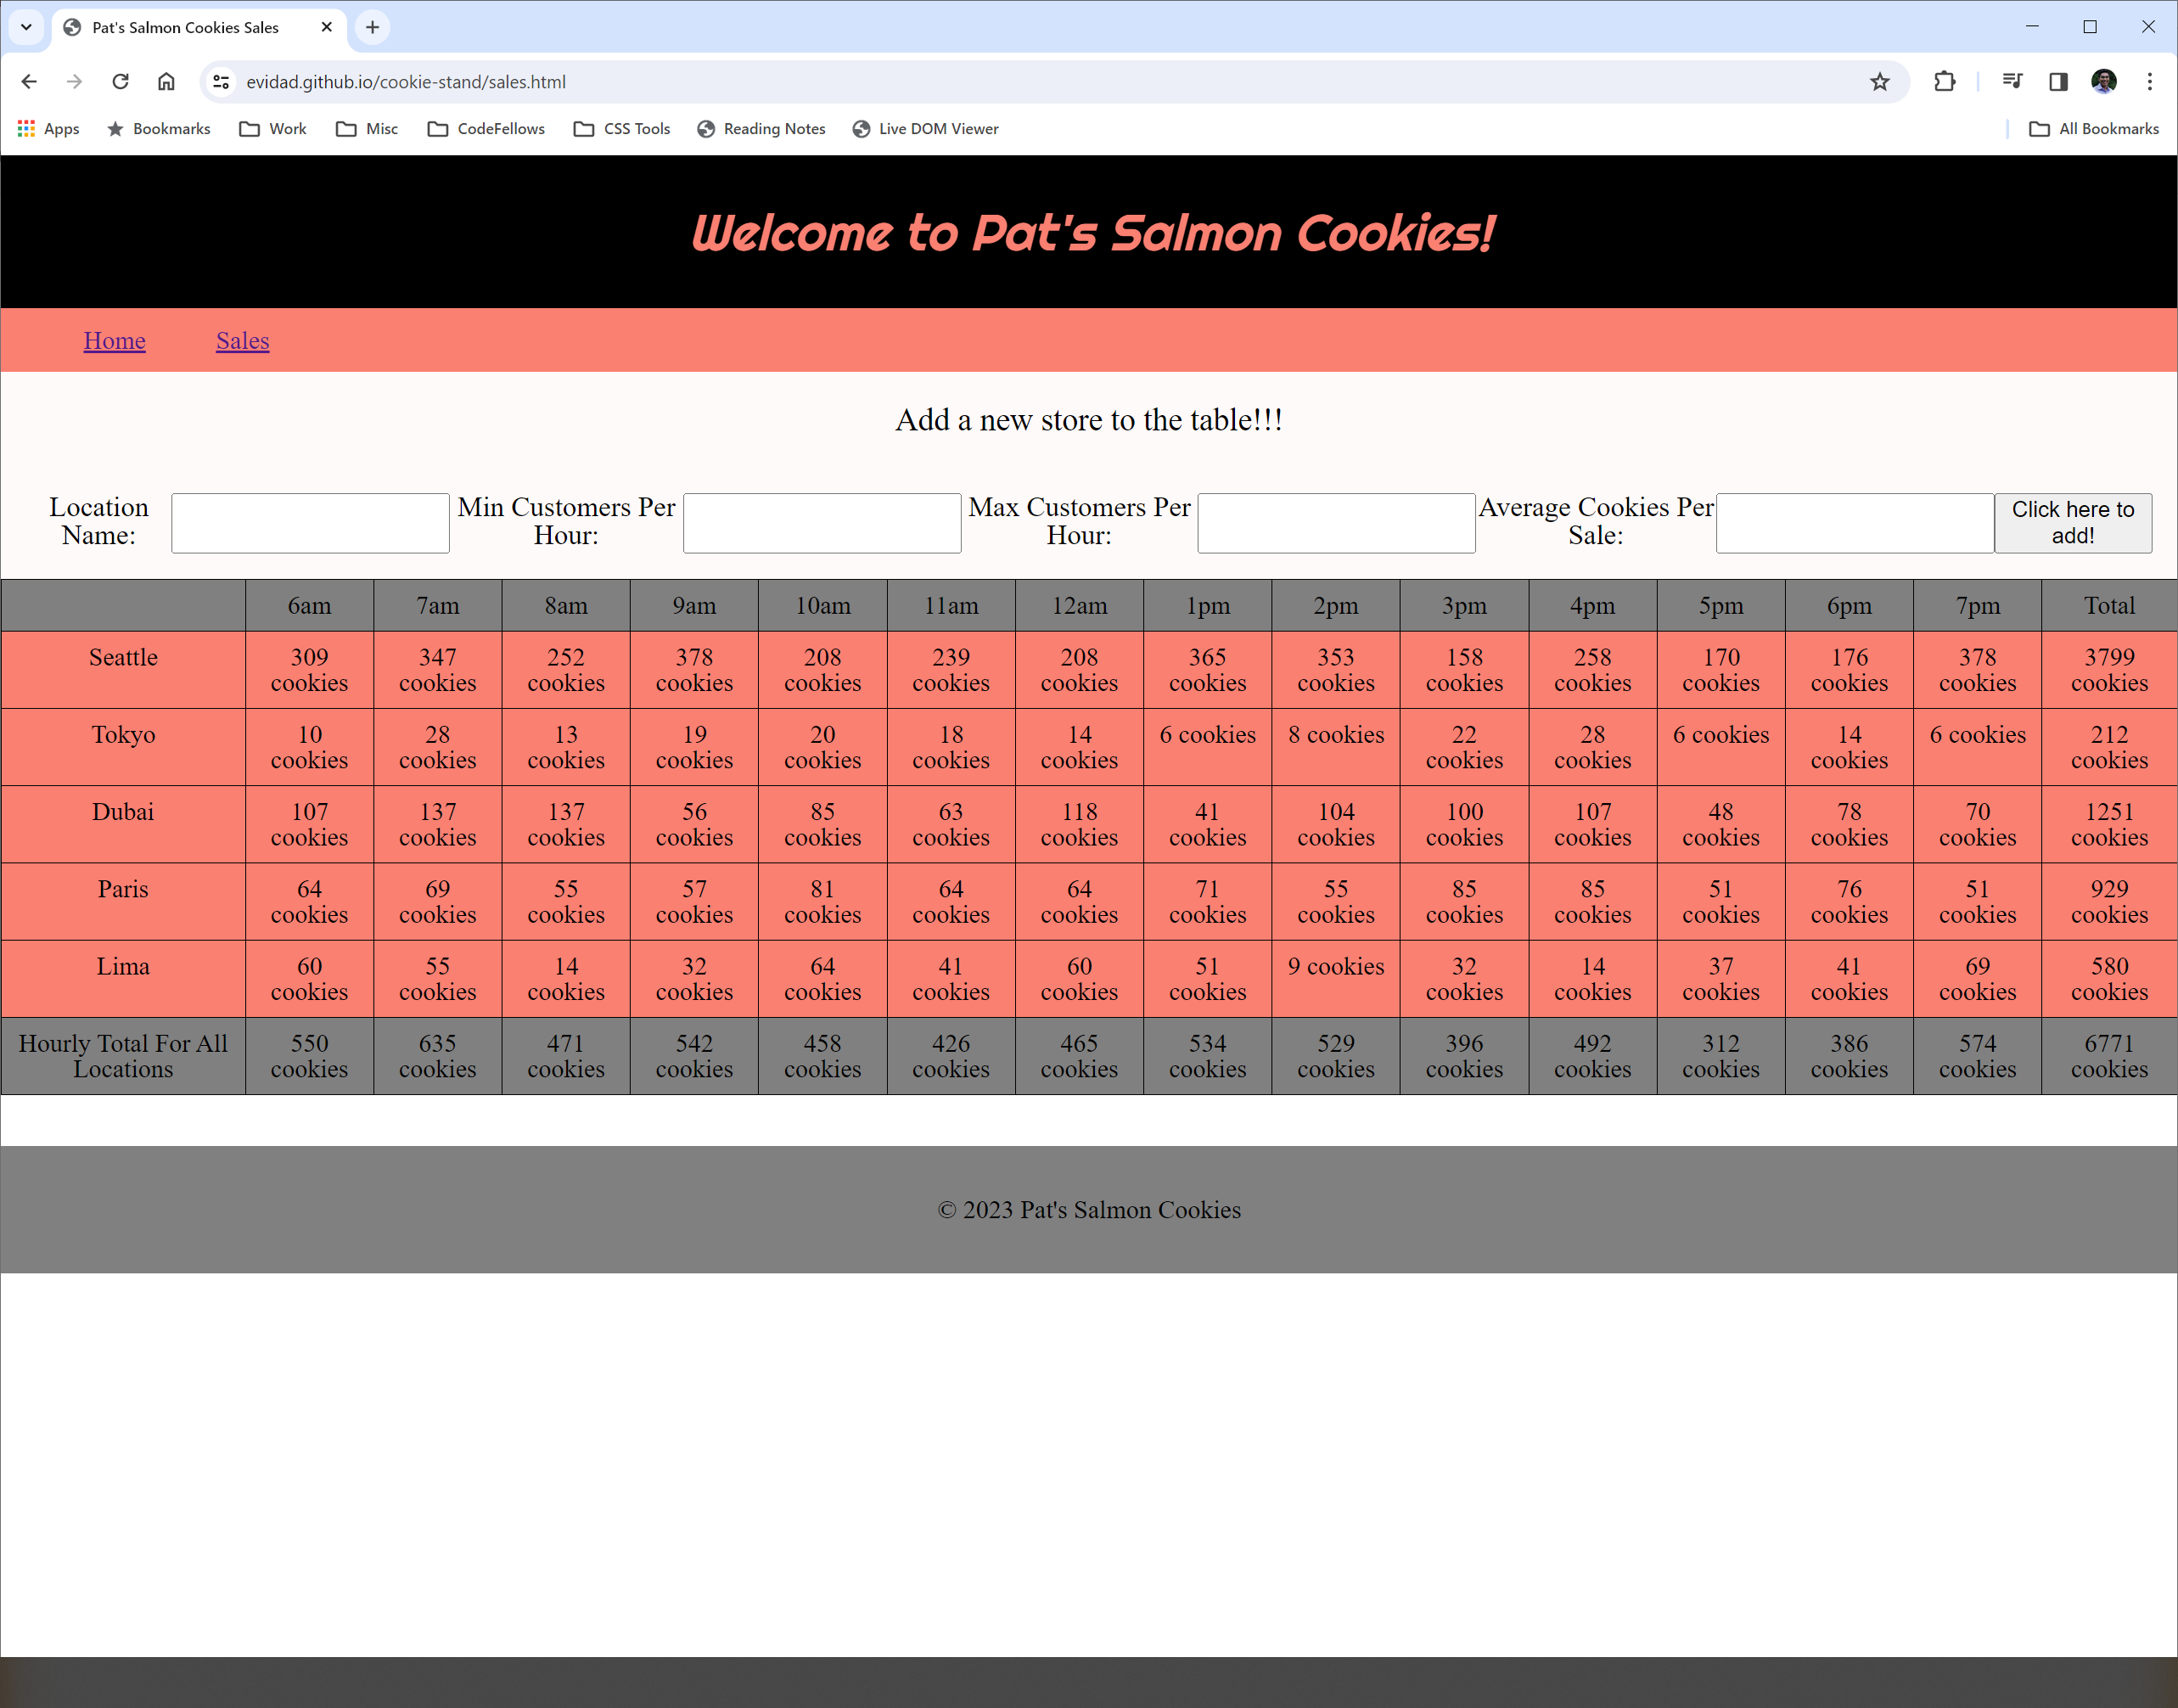 Pat's Salmon Cookies Sales
evidad.github.io/cookie-stand/sales.html
Apps Bookmarks Work Misc CodeFellows CSS Tools Reading Notes Live DOM Viewer All Bookmarks
Welcome to Pat's Salmon Cookies!
Home Sales
Add a new store to the table!!!
Location Name: Min Customers Per Hour: Max Customers Per Hour: Average Cookies Per Sale: Click here to add!
6am 7am 8am 9am 10am 11am 12am 1pm 2pm 3pm 4pm 5pm 6pm 7pm Total
Seattle 309 cookies 347 cookies 252 cookies 378 cookies 208 cookies 239 cookies 208 cookies 365 cookies 353 cookies 158 cookies 258 cookies 170 cookies 176 cookies 378 cookies 3799 cookies
Tokyo 10 cookies 28 cookies 13 cookies 19 cookies 20 cookies 18 cookies 14 cookies 6 cookies 8 cookies 22 cookies 28 cookies 6 cookies 14 cookies 6 cookies 212 cookies
Dubai 107 cookies 137 cookies 137 cookies 56 cookies 85 cookies 63 cookies 118 cookies 41 cookies 104 cookies 100 cookies 107 cookies 48 cookies 78 cookies 70 cookies 1251 cookies
Paris 64 cookies 69 cookies 55 cookies 57 cookies 81 cookies 64 cookies 64 cookies 71 cookies 55 cookies 85 cookies 85 cookies 51 cookies 76 cookies 51 cookies 929 cookies
Lima 60 cookies 55 cookies 14 cookies 32 cookies 64 cookies 41 cookies 60 cookies 51 cookies 9 cookies 32 cookies 14 cookies 37 cookies 41 cookies 69 cookies 580 cookies
Hourly Total For All Locations 550 cookies 635 cookies 471 cookies 542 cookies 458 cookies 426 cookies 465 cookies 534 cookies 529 cookies 396 cookies 492 cookies 312 cookies 386 cookies 574 cookies 6771 cookies
© 2023 Pat's Salmon Cookies